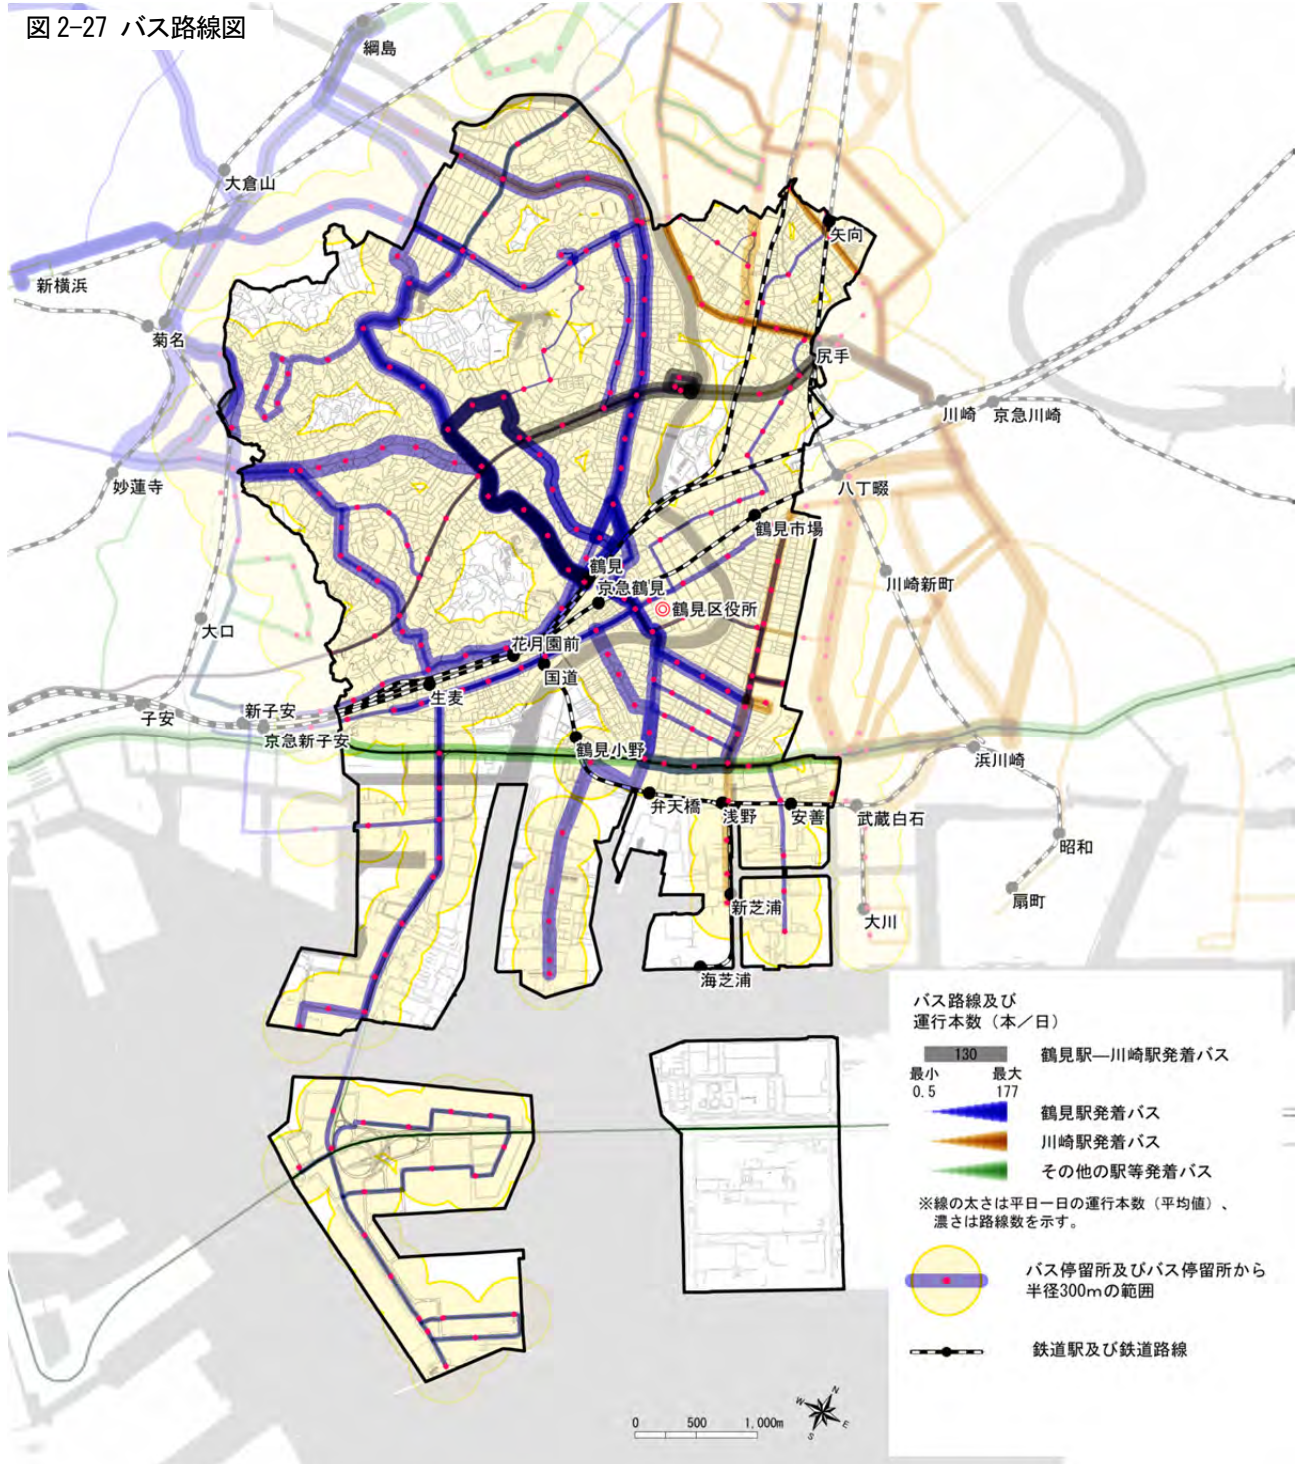 図2-27 バス路線図
綱島
大倉山
矢向
新横浜
菊名
尻手
川崎
京急川崎
妙蓮寺
八丁畷
鶴見市場
鶴見
京急鶴見
川崎新町
鶴見区役所
大口
花月園前
国道
生麦
子安
新子安
京急新子安
鶴見小野
浜川崎
弁天橋
浅野
安善
武蔵白石
昭和
扇町
新芝浦
大川
海芝浦
バス路線及び
運行本数（本／日）
130
鶴見駅―川崎駅発着バス
最小
最大
0.5
177
鶴見駅発着バス
川崎駅発着バス
その他の駅等発着バス
※線の太さは平日一日の運行本数（平均値）、
濃さは路線数を示す。
バス停留所及びバス停留所から
半径300mの範囲
鉄道駅及び鉄道路線
N
W
E
S
0 500 1,000m